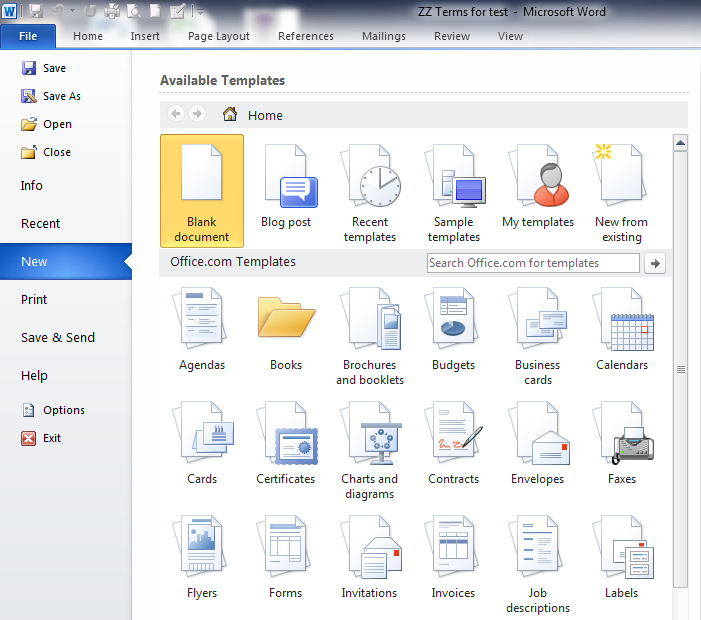 W
ZZ Terms for test - Microsoft Word
File Home Insert Page Layout References Mailings Review View
Save
Save As
Open
Close
Info
Recent
New
Print
Save & Send
Help
Options
Exit
Available Templates
Home
Blank
document
Blog post
Recent
templates
Sample
templates
My templates
New from
existing
Office.com Templates
Search Office.com for templates
Agendas
Books
Brochures
and booklets
Budgets
Business
cards
Calendars
Cards
Certificates
Charts and
diagrams
Contracts
Envelopes
Faxes
Flyers
Forms
Invitations
Invoices
Job
descriptions
Labels